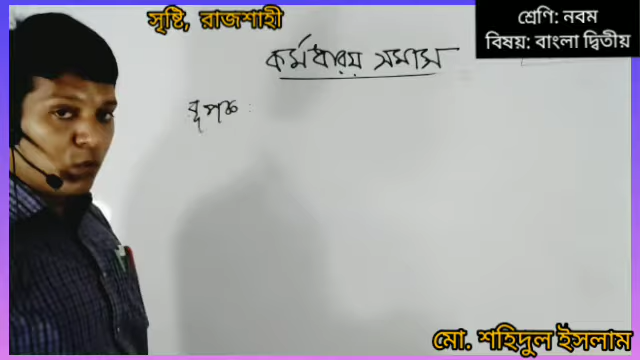 সৃষ্টি, রাজশাহী
শ্রেণি: নবম
বিষয়: বাংলা দ্বিতীয়
কর্মধারয় সমাস
রূপক :
মো. শহিদুল ইসলাম